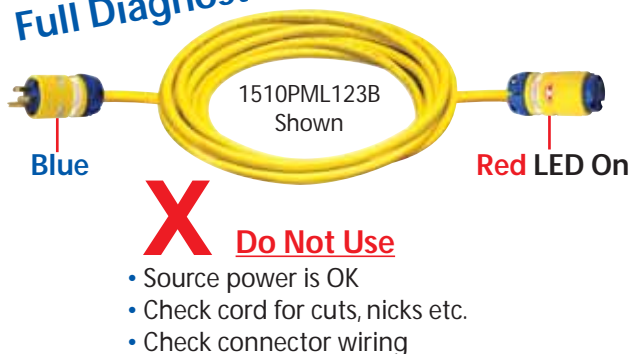 Full
1510PML123B
Shown
Blue
Red LED On
X
Do Not Use
• Source power is OK
• Check cord for cuts, nicks etc.
• Check connector wiring